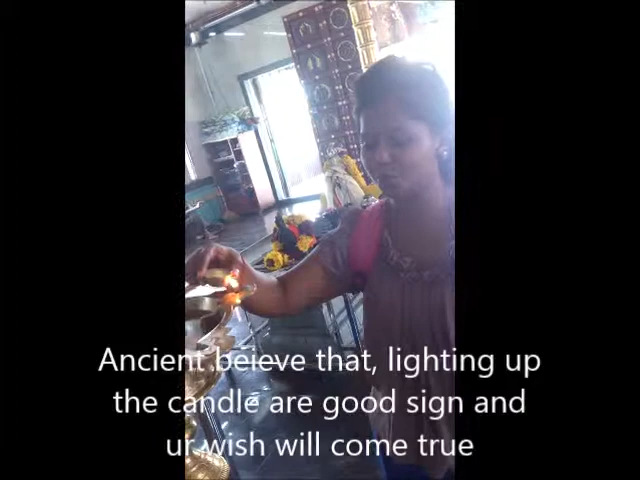 Ancient beieve that, lighting up
the candle are good sign and
ur wish will come true